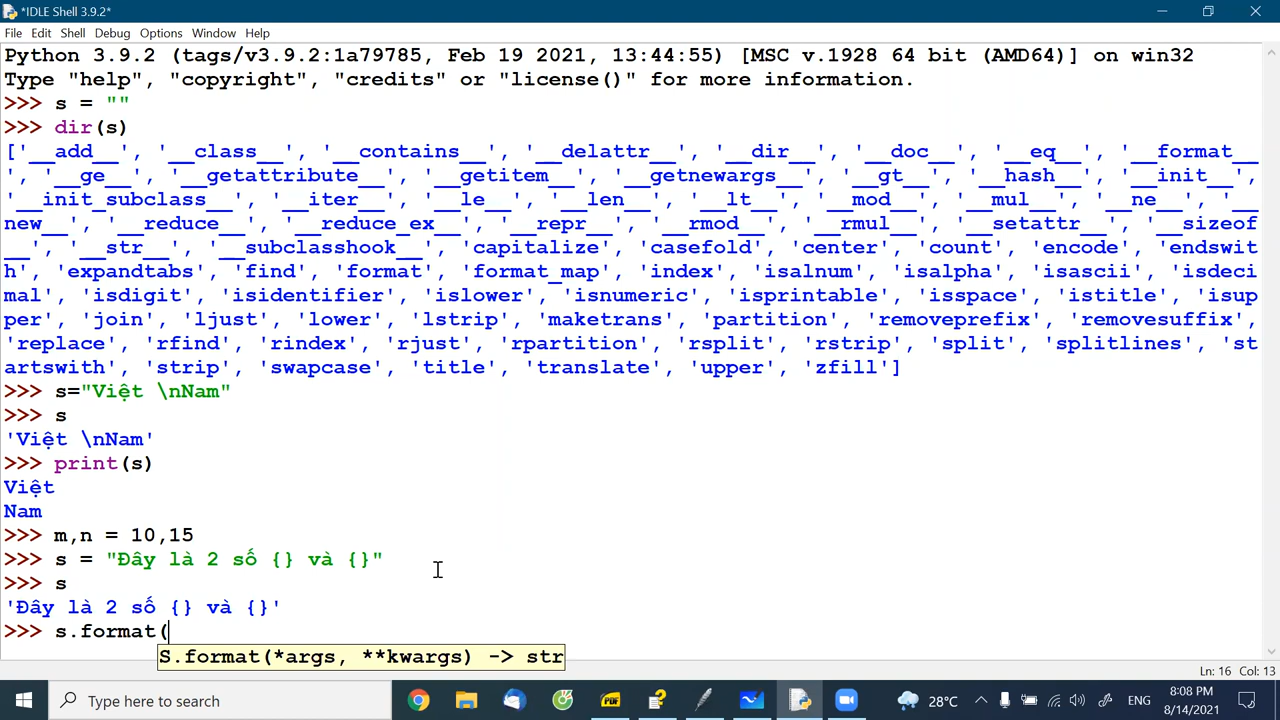 *IDLE Shell 3.9.2*
File Edit Shell Debug Options Window Help
Python 3.9.2 (tags/v3.9.2:1a79785, Feb 19 2021, 13:44:55) [MSC v.1928 64 bit (AMD64)] on win32
Type "help", "copyright", "credits" or "license()" for more information.
>>> s = ""
>>> dir(s)
['__add__', '__class__', '__contains__', '__delattr__', '__dir__', '__doc__', '__eq__', '__format__
', '__ge__', '__getattribute__', '__getitem__', '__getnewargs__', '__gt__', '__hash__', '__init__',
'__init_subclass__', '__iter__', '__le__', '__len__', '__lt__', '__mod__', '__mul__', '__ne__', '__
new__', '__reduce__', '__reduce_ex__', '__repr__', '__rmod__', '__rmul__', '__setattr__', '__sizeof
__', '__str__', '__subclasshook__', 'capitalize', 'casefold', 'center', 'count', 'encode', 'endswit
h', 'expandtabs', 'find', 'format', 'format_map', 'index', 'isalnum', 'isalpha', 'isascii', 'isdeci
mal', 'isdigit', 'isidentifier', 'islower', 'isnumeric', 'isprintable', 'isspace', 'istitle', 'isup
per', 'join', 'ljust', 'lower', 'lstrip', 'maketrans', 'partition', 'removeprefix', 'removesuffix',
'replace', 'rfind', 'rindex', 'rjust', 'rpartition', 'rsplit', 'rstrip', 'split', 'splitlines', 'st
artswith', 'strip', 'swapcase', 'title', 'translate', 'upper', 'zfill']
>>> s="Việt \nNam"
>>> s
'Việt \nNam'
>>> print(s)
Việt
Nam
>>> m,n = 10,15
>>> s = "Đây là 2 số {} và {}"
>>> s
'Đây là 2 số {} và {}'
>>> s.format(
S.format(*args, **kwargs) -> str
Ln: 16 Col: 13
Type here to search
PDF
28°C
ENG
8:08 PM
8/14/2021